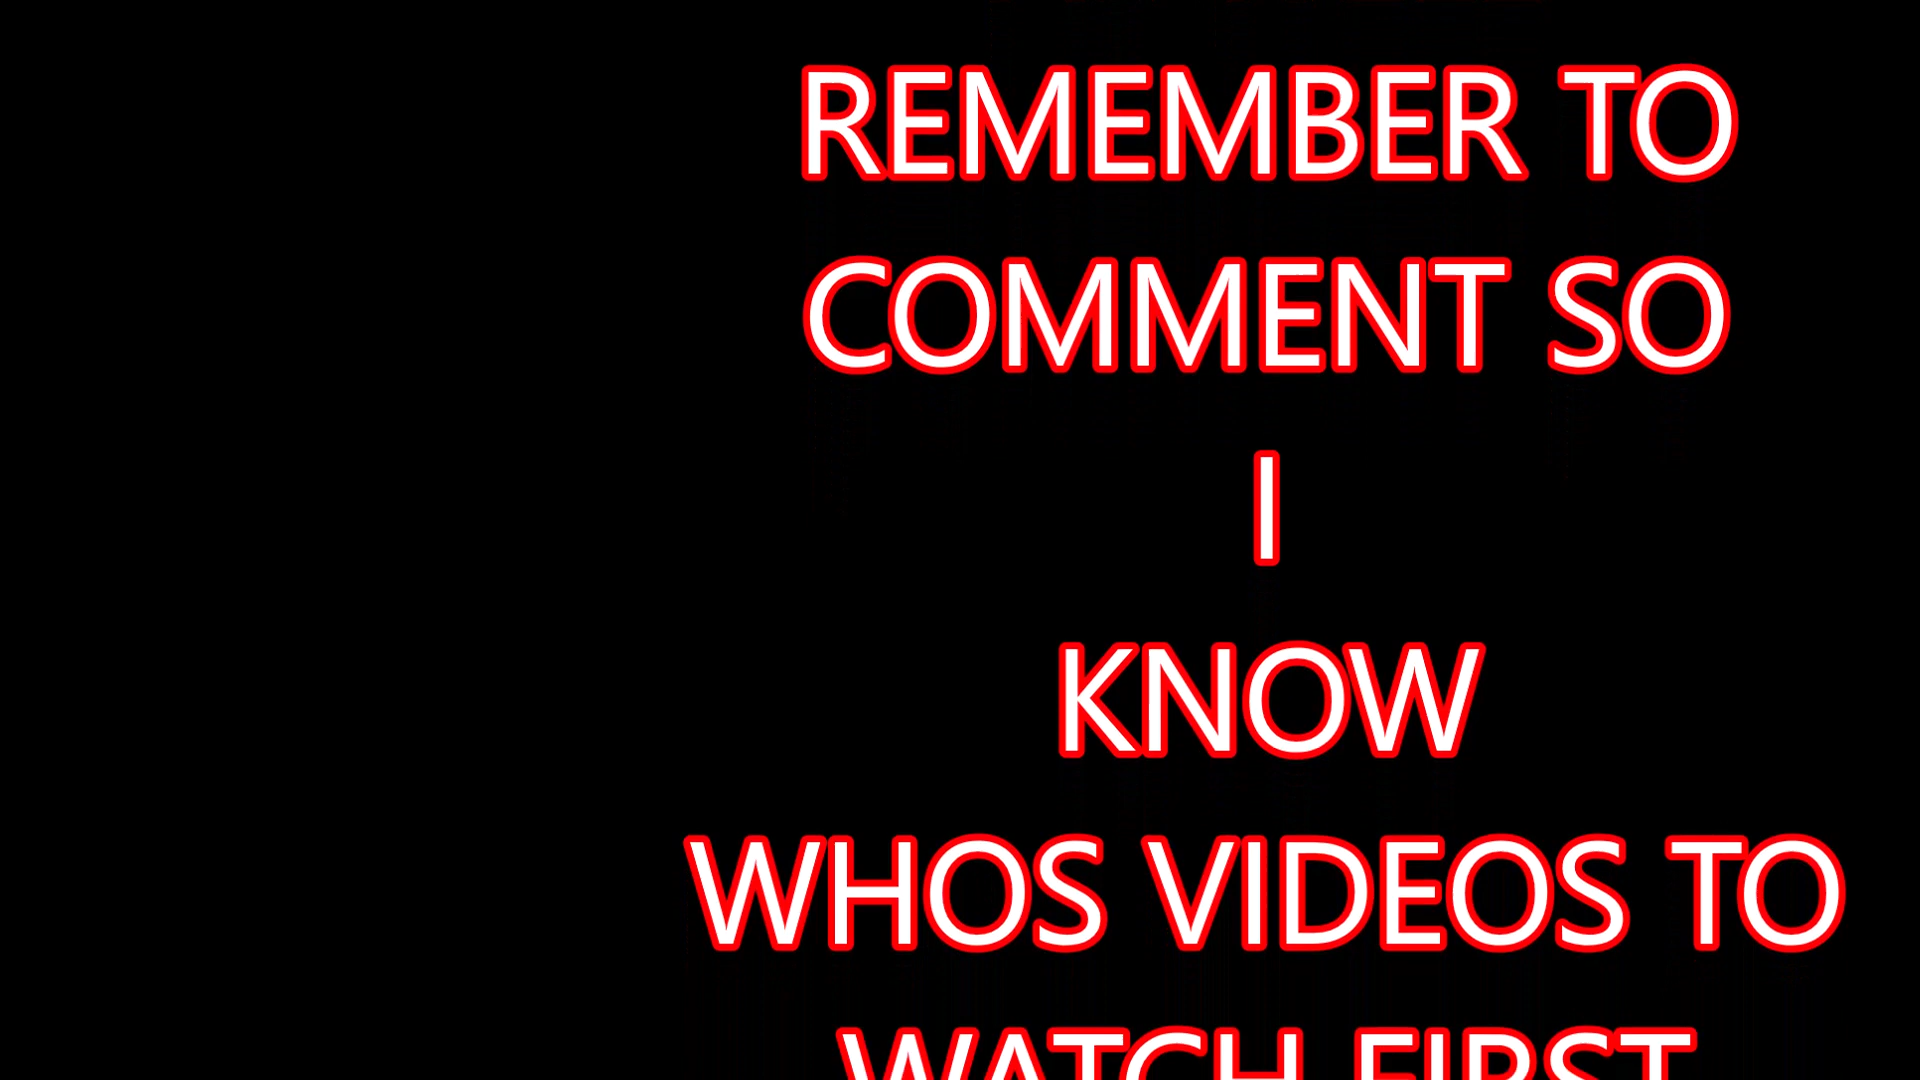 REMEMBER TO
COMMENT SO
I
KNOW
WHOS VIDEOS TO
WATCH FIRST